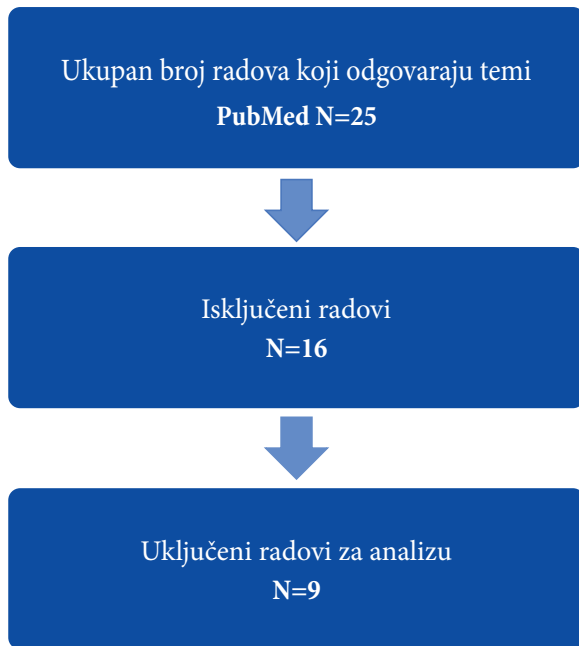 Ukupan broj radova koji odgovaraju temi
PubMed N=25
Isključeni radovi
N=16
Uključeni radovi za analizu
N=9